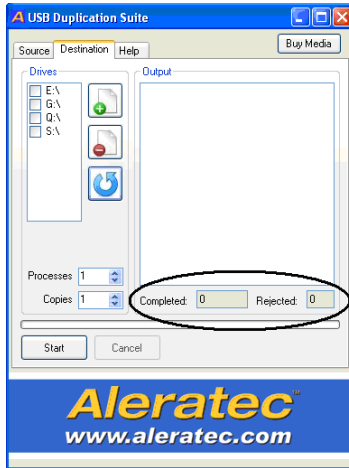 A USB Duplication Suite
Source Destination Help
Buy Media
Drives
Output
E:\
G:\
Q:\
S:\
Processes 1
Copies 1
Completed: 0 Rejected: 0
Start Cancel
Aleratec™
www.aleratec.com